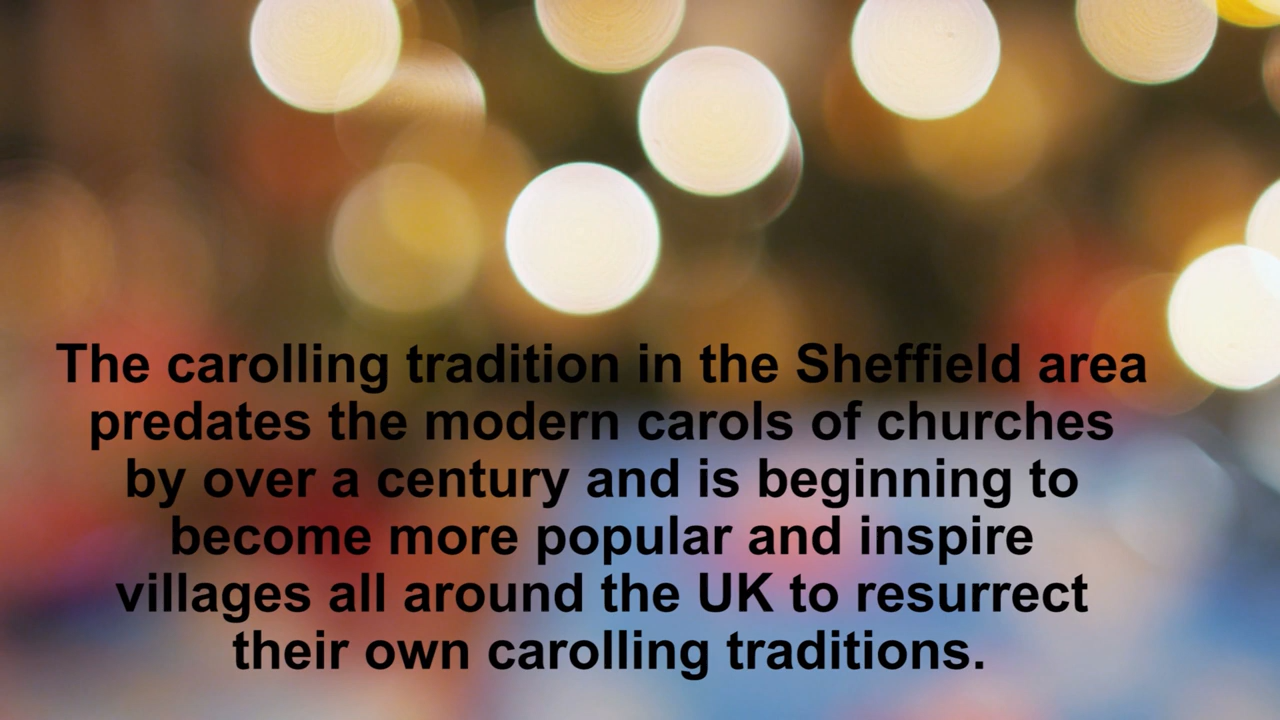 The carolling tradition in the Sheffield area
predates the modern carols of churches
by over a century and is beginning to
become more popular and inspire
villages all around the UK to resurrect
their own carolling traditions.